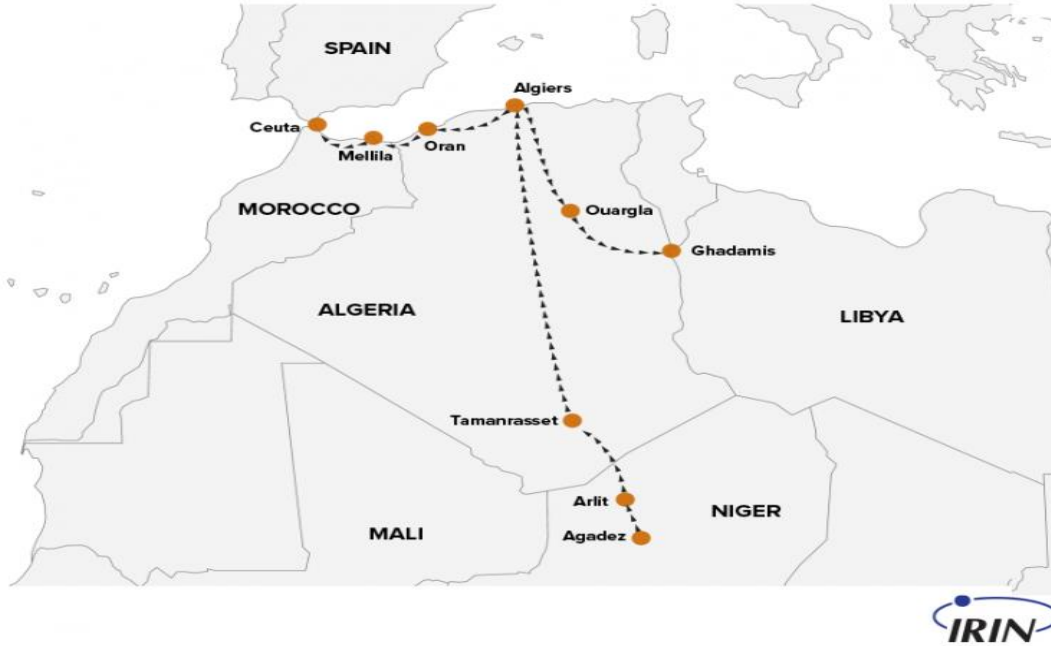 SPAIN
Algiers
Ceuta
Oran
Mellila
MOROCCO
Ouargla
Ghadamis
ALGERIA
LIBYA
Tamanrasset
Arlit
NIGER
MALI
Agadez
IRIN